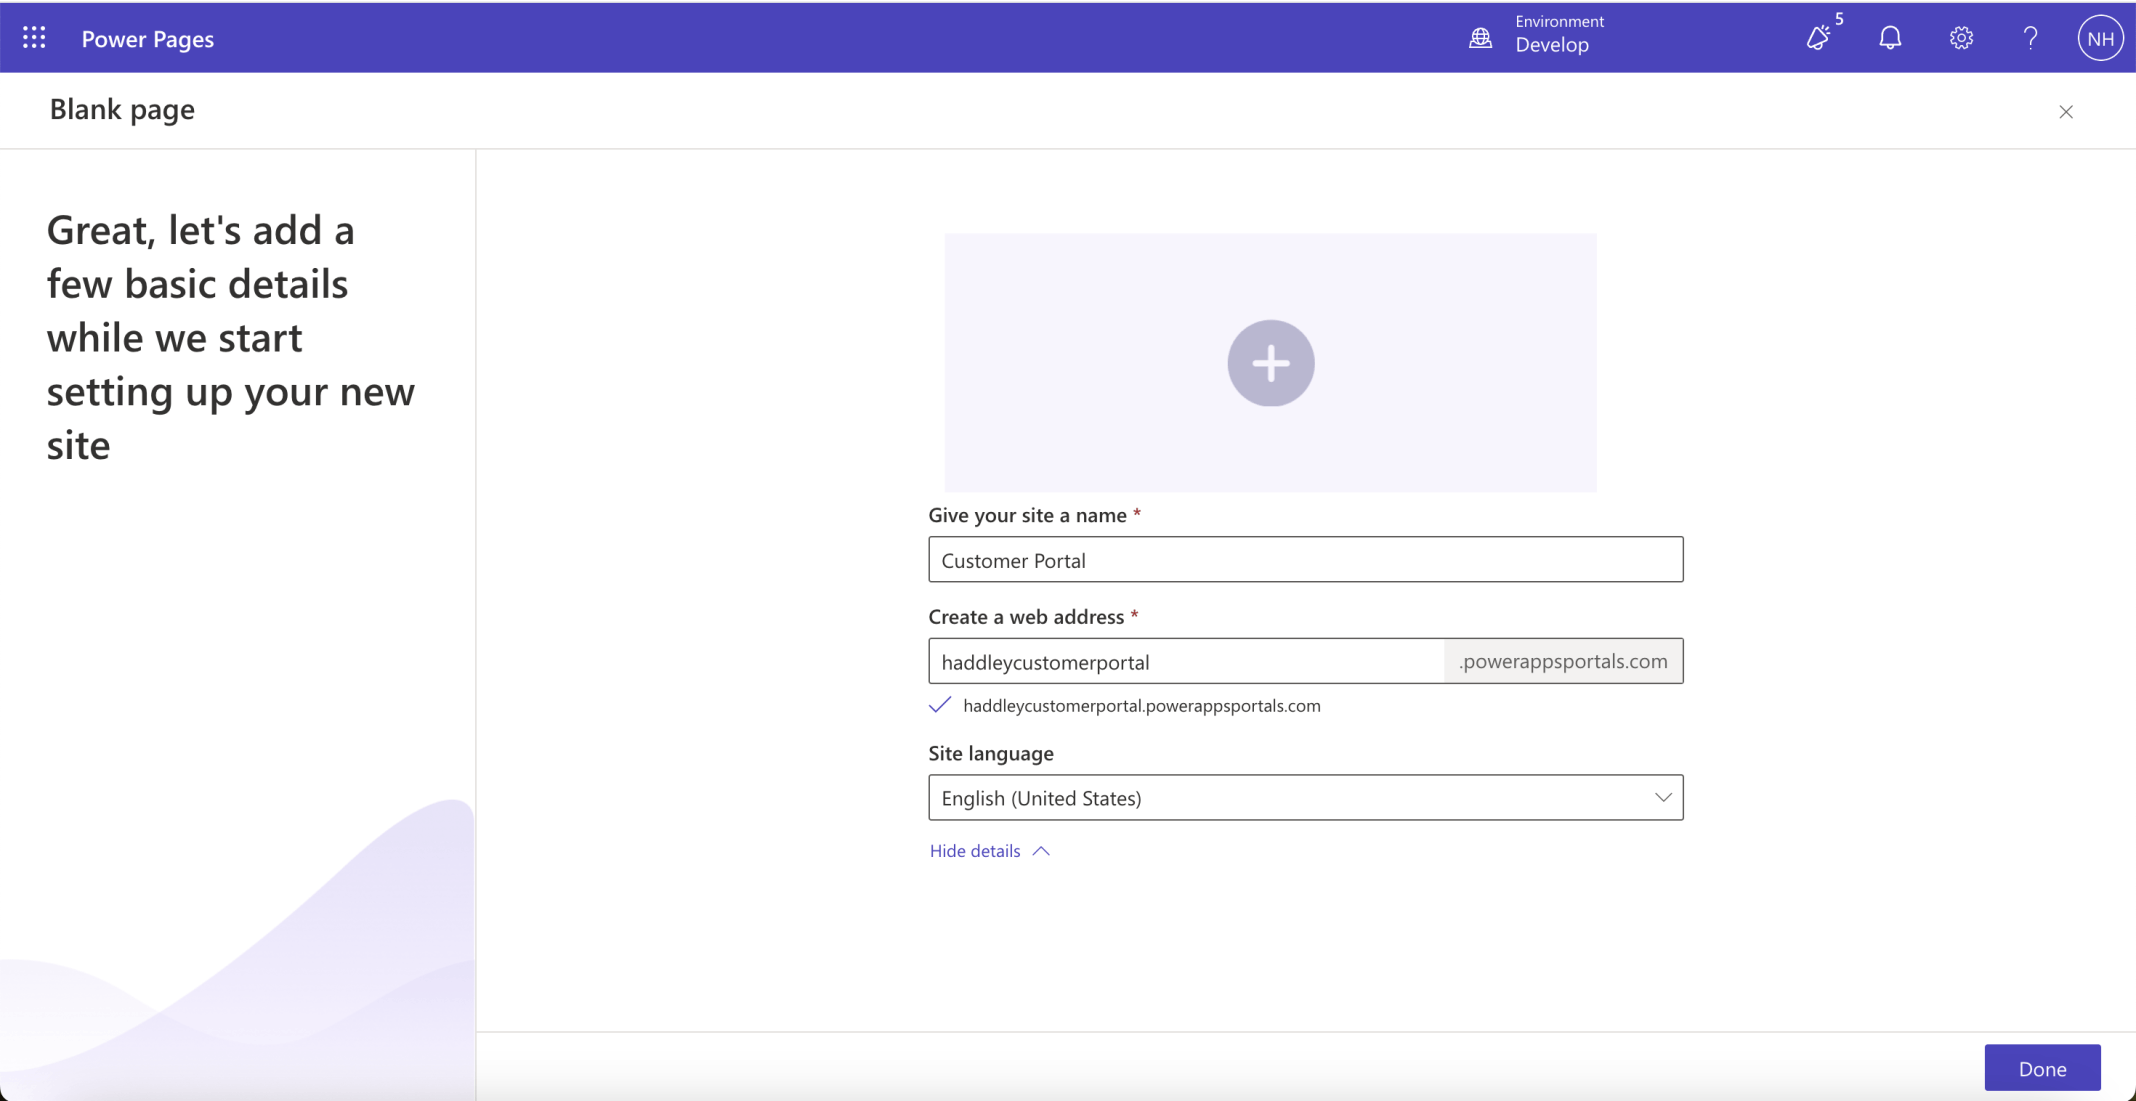 Power Pages
Environment
Develop
5
?
NH
Blank page
Great, let's add a
few basic details
while we start
setting up your new
site
Give your site a name *
Customer Portal
Create a web address *
haddleycustomerportal
.powerappsportals.com
haddleycustomerportal.powerappsportals.com
Site language
English (United States)
Hide details
Done